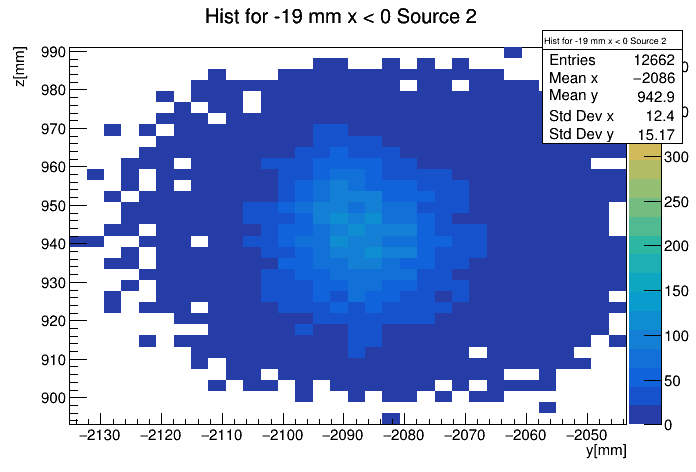 Hist for -19 mm x < 0 Source 2
Hist for -19 mm x < 0 Source 2
Entries 12662
Mean x −2086
Mean y 942.9
Std Dev x 12.4
Std Dev y 15.17
z[mm]
990
980
970
960
950
940
930
920
910
900
300
250
200
150
100
50
0
−2130 −2120 −2110 −2100 −2090 −2080 −2070 −2060 −2050
y[mm]